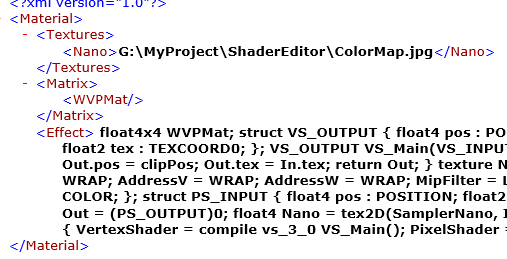 <?xml version="1.0"?>
<Material>
- <Textures>
<Nano>G:\MyProject\ShaderEditor\ColorMap.jpg</Nano>
</Textures>
- <Matrix>
<WVPMat/>
</Matrix>
<Effect> float4x4 WVPMat; struct VS_OUTPUT { float4 pos : PO
float2 tex : TEXCOORD0; }; VS_OUTPUT VS_Main(VS_INPUT
Out.pos = clipPos; Out.tex = In.tex; return Out; } texture N
WRAP; AddressV = WRAP; AddressW = WRAP; MipFilter = L
COLOR; }; struct PS_INPUT { float4 pos : POSITION; float2
Out = (PS_OUTPUT)0; float4 Nano = tex2D(SamplerNano, I
{ VertexShader = compile vs_3_0 VS_Main(); PixelShader =
</Material>